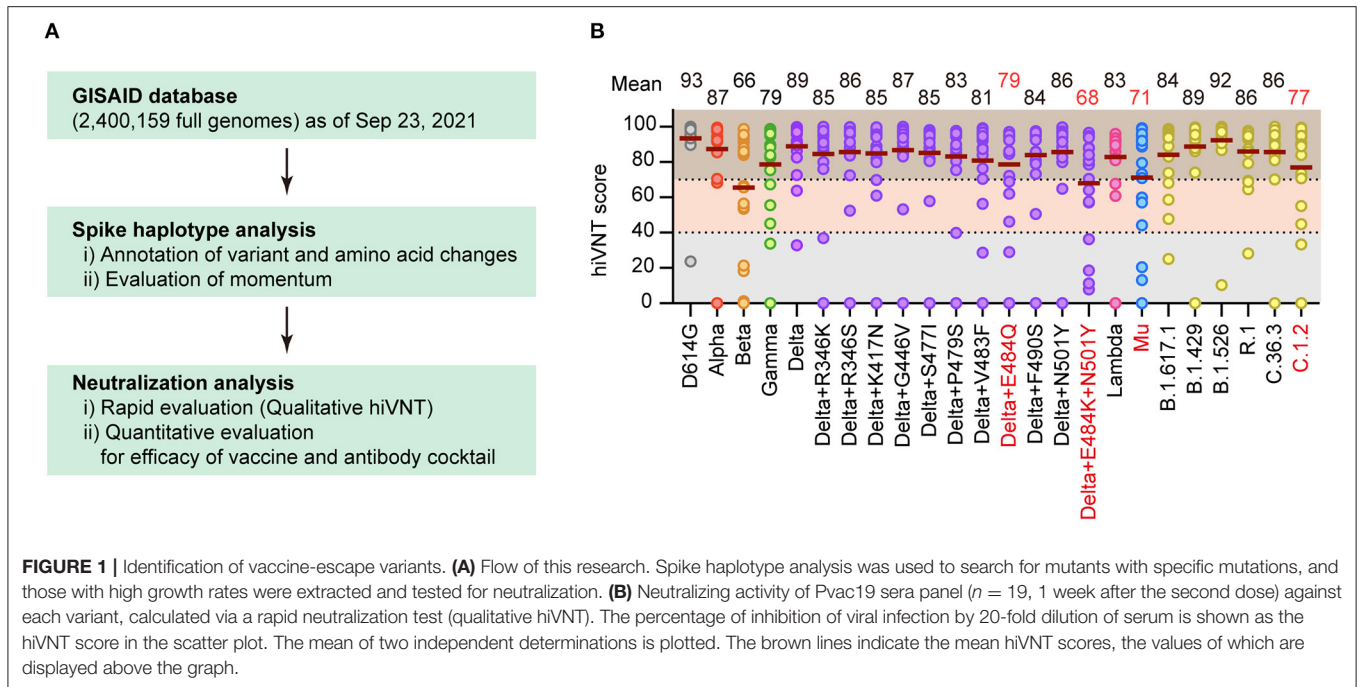 A
GISAID database
(2,400,159 full genomes) as of Sep 23, 2021
Spike haplotype analysis
i) Annotation of variant and amino acid changes
ii) Evaluation of momentum
Neutralization analysis
i) Rapid evaluation (Qualitative hiVNT)
ii) Quantitative evaluation
for efficacy of vaccine and antibody cocktail
B
Mean
93 66 89 86 87 83 79 86 83 84 92 86
87 79 85 85 85 81 84 68 71 89 86 77
hiVNT score
100
80
60
40
20
0
D614G
Alpha
Beta
Gamma
Delta
Delta+R346K
Delta+R346S
Delta+K417N
Delta+G446V
Delta+S477I
Delta+P479S
Delta+V483F
Delta+E484Q
Delta+F490S
Delta+N501Y
Delta+E484K+N501Y
Lambda
Mu
B.1.617.1
B.1.429
B.1.526
R.1
C.36.3
C.1.2
FIGURE 1 | Identification of vaccine-escape variants. (A) Flow of this research. Spike haplotype analysis was used to search for mutants with specific mutations, and
those with high growth rates were extracted and tested for neutralization. (B) Neutralizing activity of Pvac19 sera panel (n = 19, 1 week after the second dose) against
each variant, calculated via a rapid neutralization test (qualitative hiVNT). The percentage of inhibition of viral infection by 20-fold dilution of serum is shown as the
hiVNT score in the scatter plot. The mean of two independent determinations is plotted. The brown lines indicate the mean hiVNT scores, the values of which are
displayed above the graph.